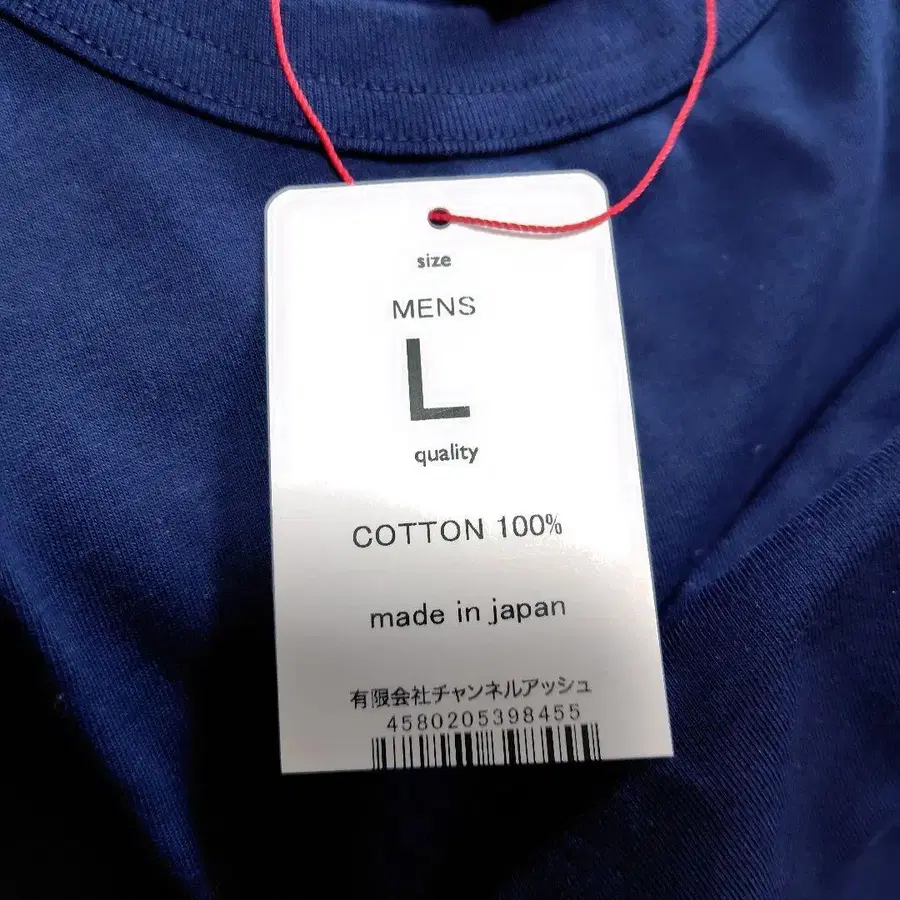 size
MENS
L
quality
COTTON 100%
made in japan
有限会社チャンネルアッシュ
4580205398455